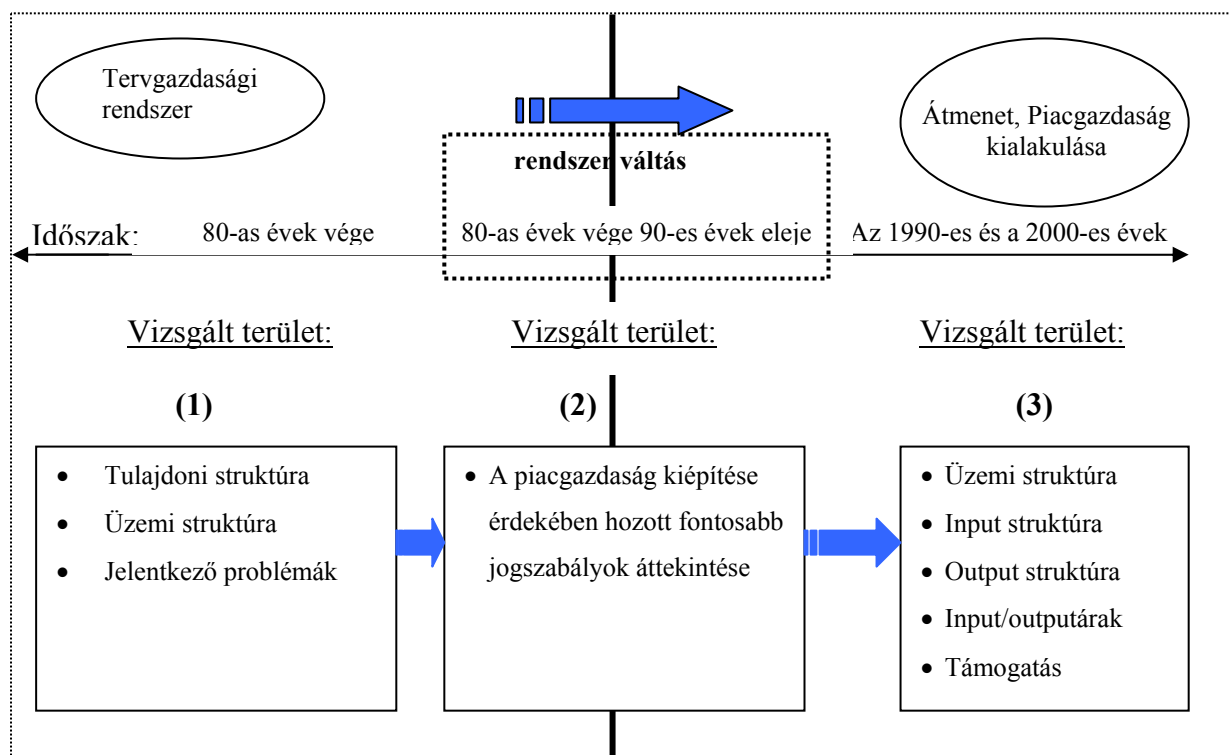 Tervgazdasági
rendszer
Átmenet, Piacgazdaság
kialakulása
rendszer váltás
Időszak:
80-as évek vége
80-as évek vége 90-es évek eleje
Az 1990-es és a 2000-es évek
Vizsgált terület:
Vizsgált terület:
Vizsgált terület:
(1)
(2)
(3)
• Tulajdoni struktúra
• Üzemi struktúra
• Jelentkező problémák
• A piacgazdaság kiépítése
érdekében hozott fontosabb
jogszabályok áttekintése
• Üzemi struktúra
• Input struktúra
• Output struktúra
• Input/outputárak
• Támogatás